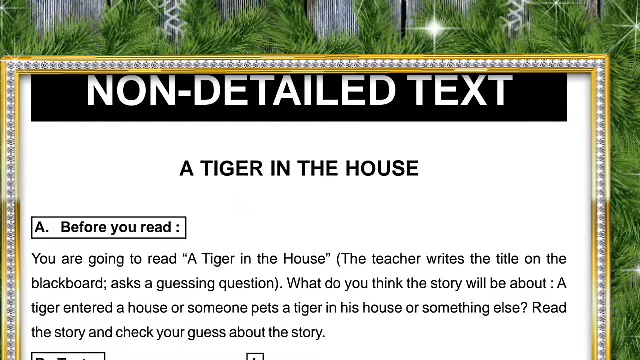 NON-DETAILED TEXT
A TIGER IN THE HOUSE
A. Before you read :
You are going to read “A Tiger in the House” (The teacher writes the title on the
blackboard; asks a guessing question). What do you think the story will be about : A
tiger entered a house or someone pets a tiger in his house or something else? Read
the story and check your guess about the story.